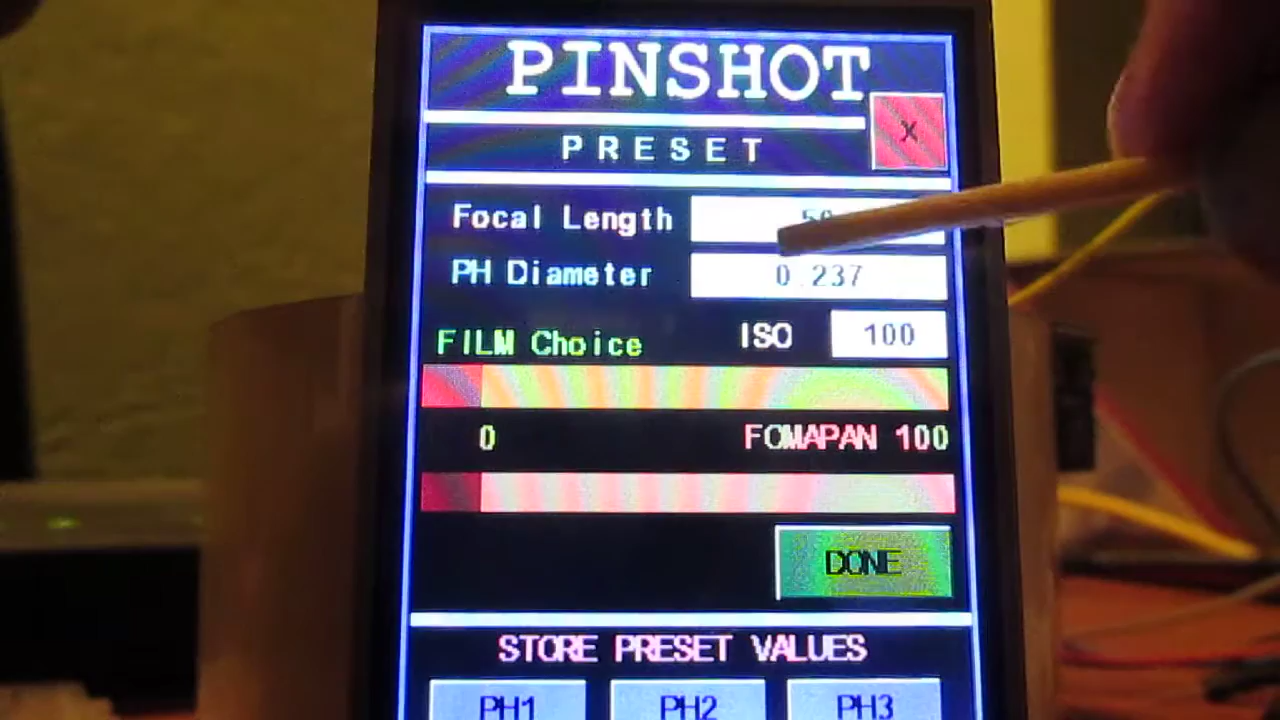 PINSHOT
X
PRESET
Focal Length 50
PH Diameter 0.237
FILM Choice ISO 100
0 FOMAPAN 100
DONE
STORE PRESET VALUES
PH1 PH2 PH3